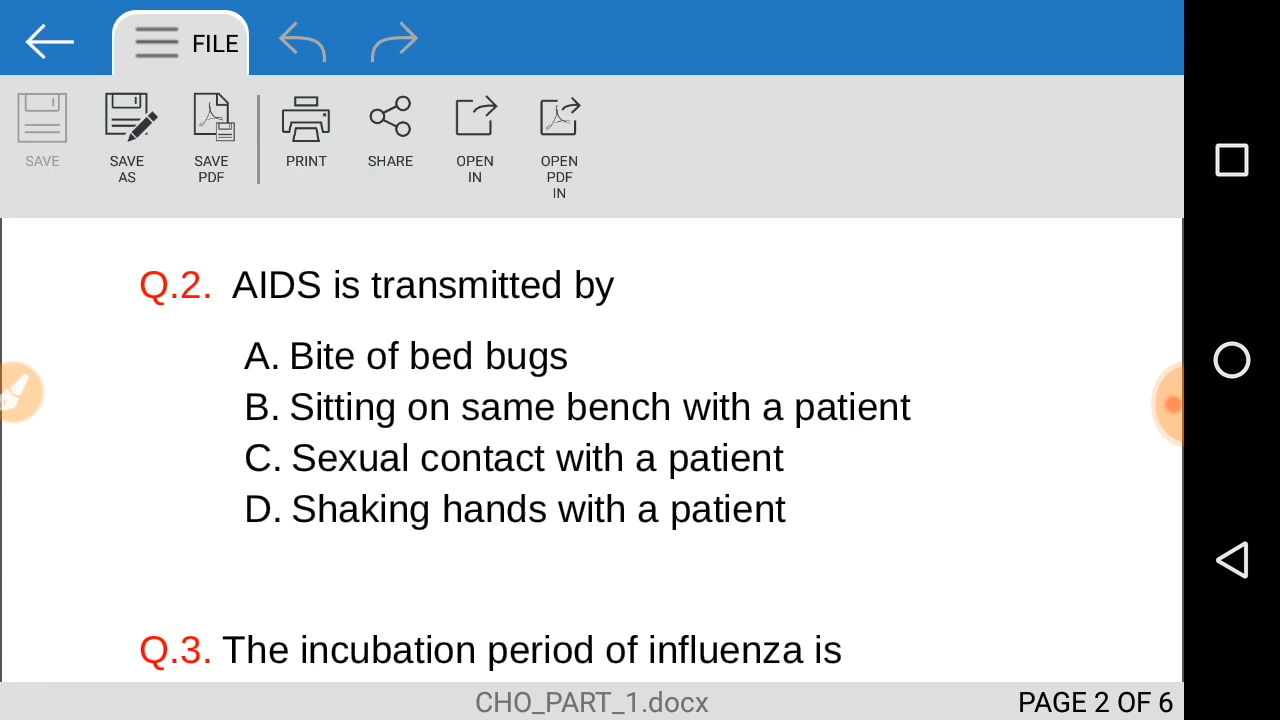 FILE
SAVE
SAVE AS
SAVE PDF
PRINT
SHARE
OPEN IN
OPEN PDF IN
Q.2. AIDS is transmitted by
A. Bite of bed bugs
B. Sitting on same bench with a patient
C. Sexual contact with a patient
D. Shaking hands with a patient
Q.3. The incubation period of influenza is
CHO_PART_1.docx
PAGE 2 OF 6